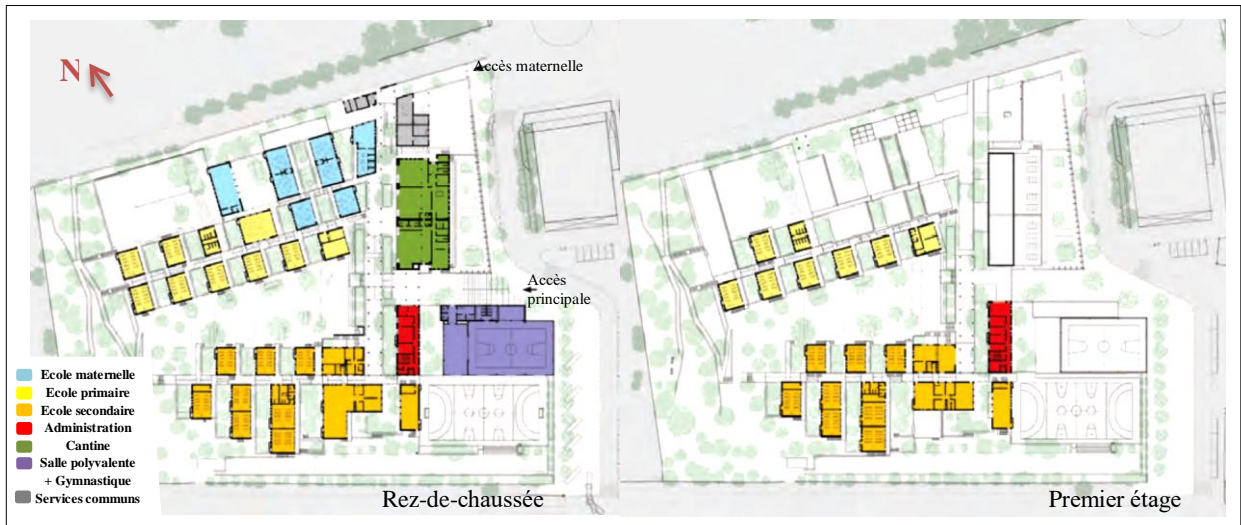 N
Accès maternelle
Accès
principale
Ecole maternelle
Ecole primaire
Ecole secondaire
Administration
Cantine
Salle polyvalente
+ Gymnastique
Services communs
Rez-de-chaussée
Premier étage